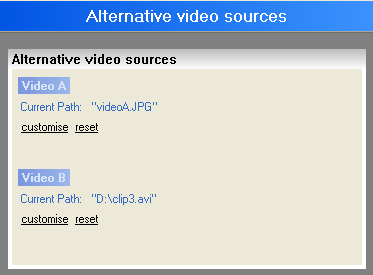 Alternative video sources
Alternative video sources
Video A
Current Path: "videoA.JPG"
customise reset
Video B
Current Path: "D:\clip3.avi"
customise reset